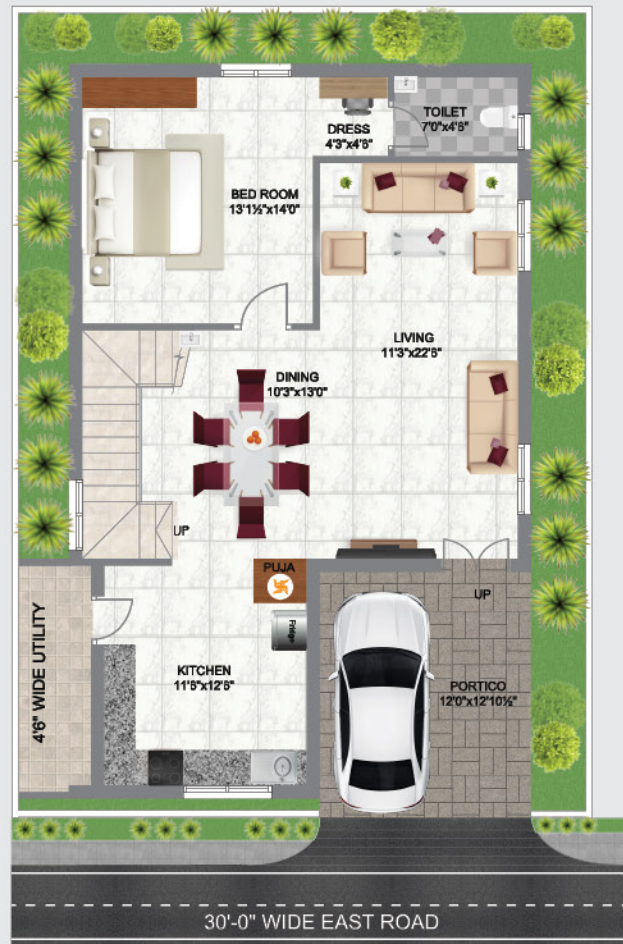 TOILET
7'0"x4'6"
DRESS
4'3"x4'6"
BED ROOM
13'1½"x14'0"
LIVING
11'3"x22'6"
DINING
10'3"x13'0"
UP
PUJA
UP
Fridge
4'6" WIDE UTILITY
KITCHEN
11'6"x12'6"
PORTICO
12'0"x12'10½"
30'-0" WIDE EAST ROAD